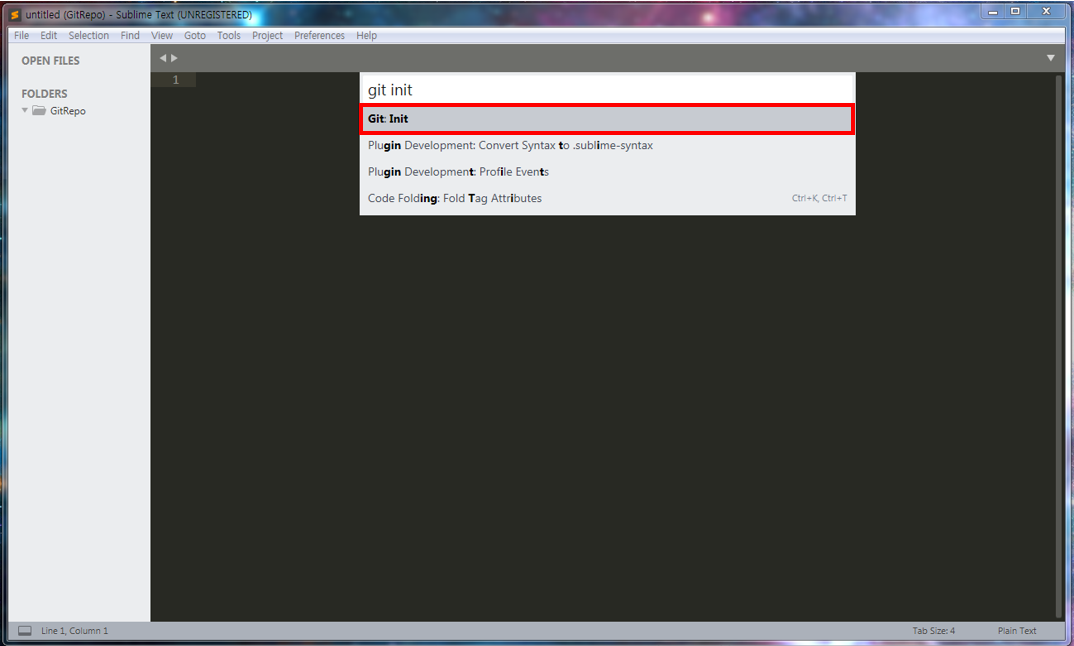 untitled (GitRepo) - Sublime Text (UNREGISTERED)
File Edit Selection Find View Goto Tools Project Preferences Help
OPEN FILES
FOLDERS
GitRepo
1
git init
Git: Init
Plugin Development: Convert Syntax to .sublime-syntax
Plugin Development: Profile Events
Code Folding: Fold Tag Attributes Ctrl+K, Ctrl+T
Line 1, Column 1 Tab Size: 4 Plain Text